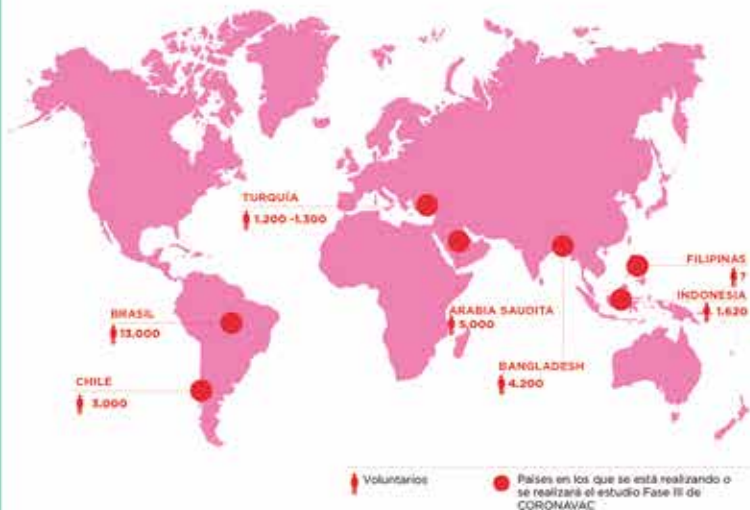 TURQUÍA
1.200 -1.300
FILIPINAS
?
INDONESIA
1.620
BRASIL
13.000
ARABIA SAUDITA
5.000
BANGLADESH
4.200
CHILE
3.000
Voluntarios
Países en los que se está realizando o
se realizará el estudio Fase III de
CORONAVAC